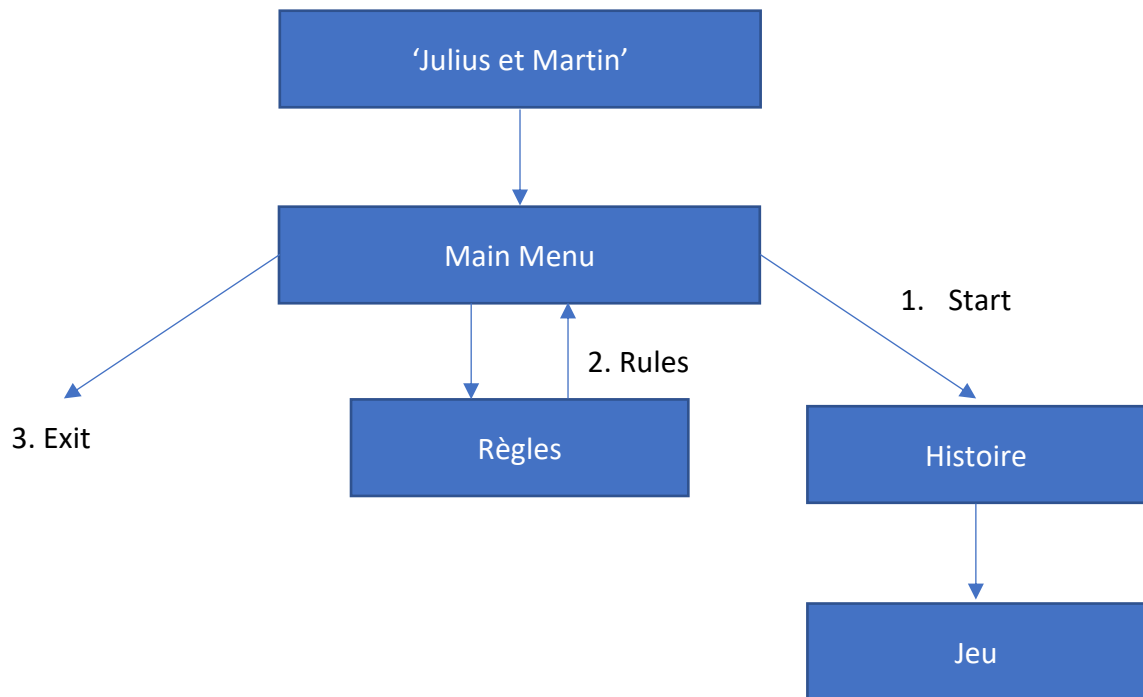 ‘Julius et Martin’
Main Menu
1. Start
2. Rules
3. Exit
Règles
Histoire
Jeu